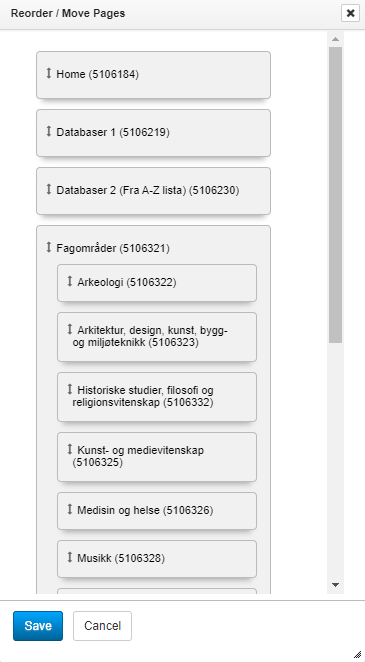 Reorder / Move Pages
Home (5106184)
Databaser 1 (5106219)
Databaser 2 (Fra A-Z lista) (5106230)
Fagområder (5106321)
Arkeologi (5106322)
Arkitektur, design, kunst, bygg-
og miljøteknikk (5106323)
Historiske studier, filosofi og
religionsvitenskap (5106332)
Kunst- og medievitenskap
(5106325)
Medisin og helse (5106326)
Musikk (5106328)
Save
Cancel